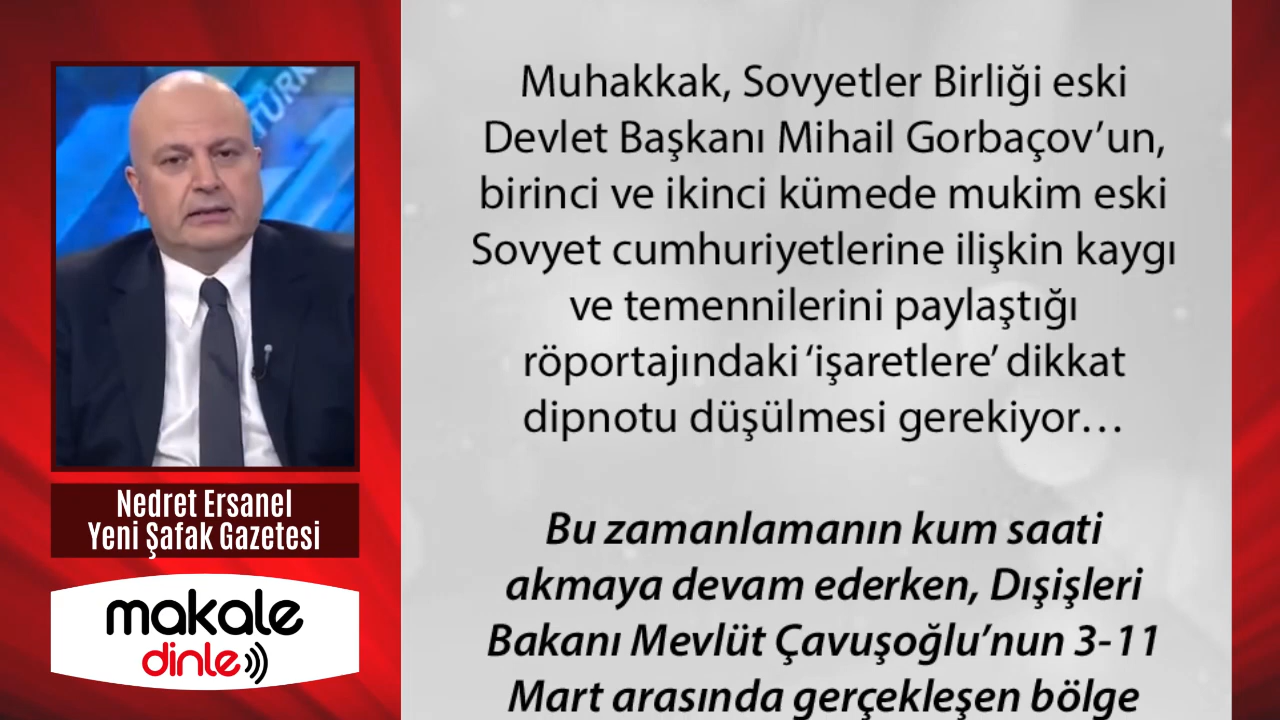 TÜRK
Nedret Ersanel
Yeni Şafak Gazetesi
makale
dinle
Muhakkak, Sovyetler Birliği eski
Devlet Başkanı Mihail Gorbaçov’un,
birinci ve ikinci kümede mukim eski
Sovyet cumhuriyetlerine ilişkin kaygı
ve temennilerini paylaştığı
röportajındaki ‘işaretlere’ dikkat
dipnotu düşülmesi gerekiyor…
Bu zamanlamanın kum saati
akmaya devam ederken, Dışişleri
Bakanı Mevlüt Çavuşoğlu’nun 3-11
Mart arasında gerçekleşen bölge